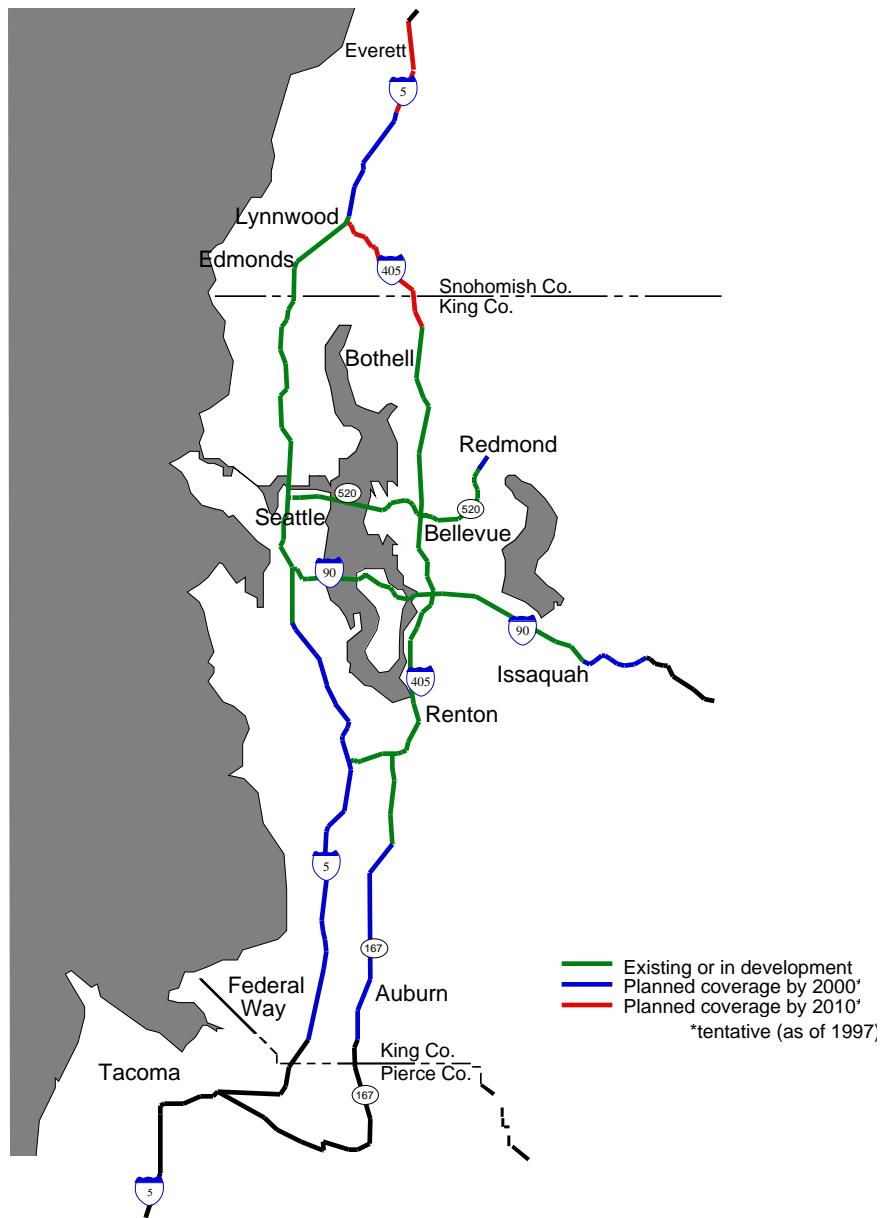 Everett
5
Lynnwood
Edmonds
405
Snohomish Co.
King Co.
Bothell
Redmond
520
520
Seattle
Bellevue
90
90
Issaquah
405
Renton
5
167
Existing or in development
Planned coverage by 2000*
Planned coverage by 2010*
*tentative (as of 1997)
Federal
Way
Auburn
King Co.
Pierce Co.
Tacoma
167
5